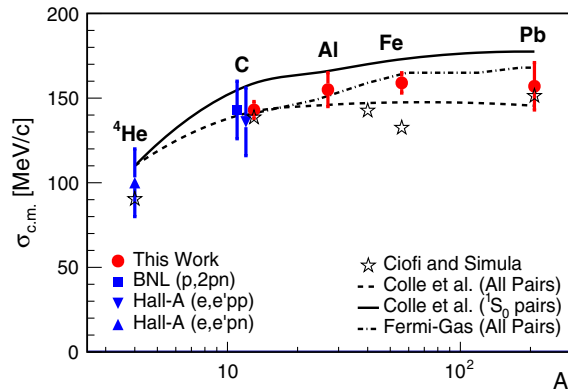 200
150
100
50
0
σc.m. [MeV/c]
⁴He
C
Al
Fe
Pb
This Work
BNL (p,2pn)
Hall-A (e,e'pp)
Hall-A (e,e'pn)
Ciofi and Simula
Colle et al. (All Pairs)
Colle et al. (¹S₀ pairs)
Fermi-Gas (All Pairs)
10
10²
A